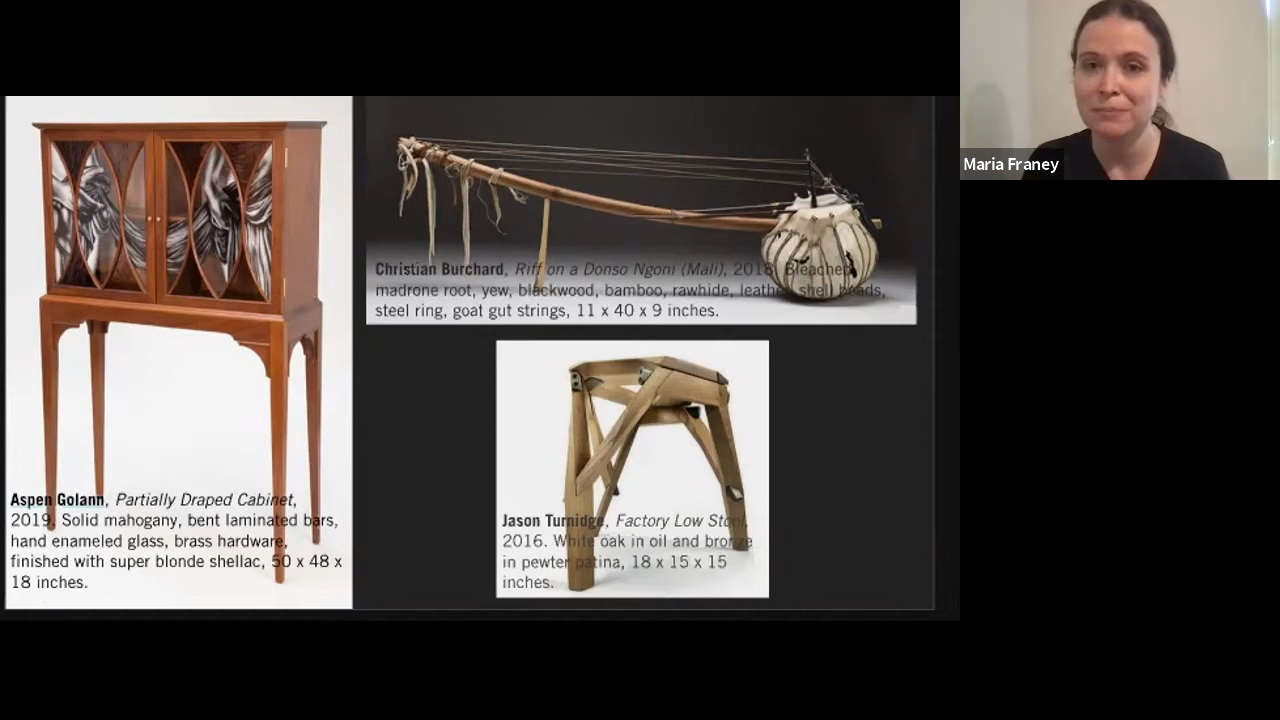 Maria Franey
Christian Burchard, Riff on a Donso Ngoni (Mali), 2018. Bleached
madrone root, yew, blackwood, bamboo, rawhide, leather, shell beads,
steel ring, goat gut strings, 11 x 40 x 9 inches.
Aspen Golann, Partially Draped Cabinet,
2019. Solid mahogany, bent laminated bars,
hand enameled glass, brass hardware,
finished with super blonde shellac, 50 x 48 x
18 inches.
Jason Turnidge, Factory Low Stool,
2016. White oak in oil and bronze
in pewter patina, 18 x 15 x 15
inches.